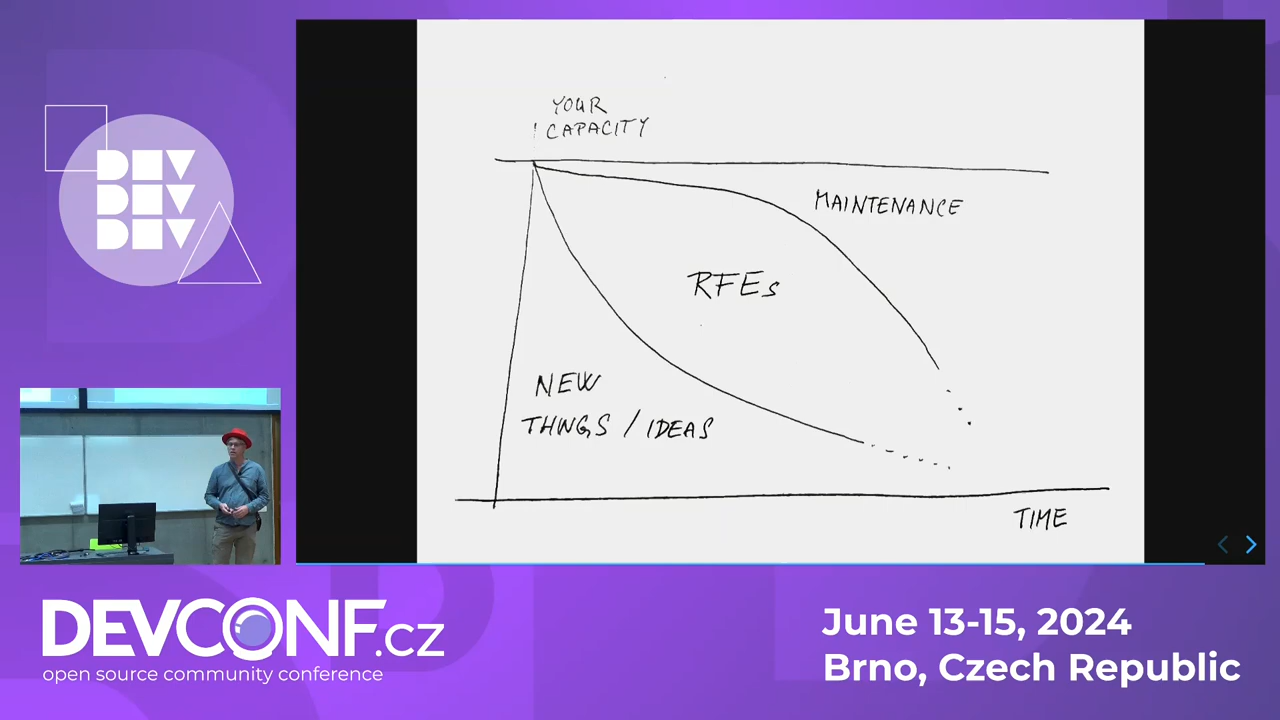 YOUR
CAPACITY
MAINTENANCE
RFEs
NEW
THINGS / IDEAS
TIME
DEV
DEV
DEV
DEVCONF.cz
open source community conference
June 13-15, 2024
Brno, Czech Republic